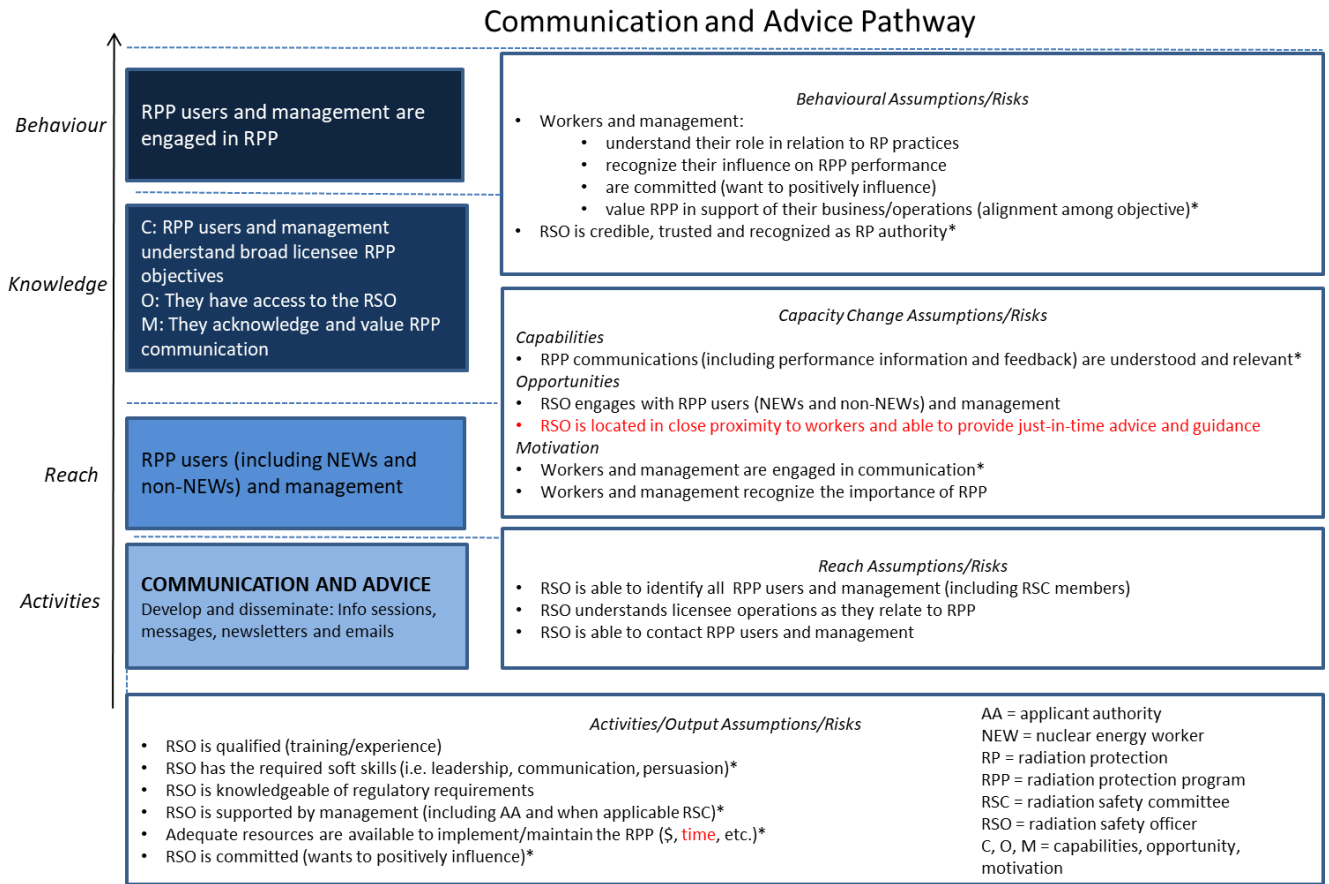 Communication and Advice Pathway
Behaviour
RPP users and management are
engaged in RPP
Behavioural Assumptions/Risks
• Workers and management:
• understand their role in relation to RP practices
• recognize their influence on RPP performance
• are committed (want to positively influence)
• value RPP in support of their business/operations (alignment among objective)*
• RSO is credible, trusted and recognized as RP authority*
Knowledge
C: RPP users and management
understand broad licensee RPP
objectives
O: They have access to the RSO
M: They acknowledge and value RPP
communication
Capacity Change Assumptions/Risks
Capabilities
• RPP communications (including performance information and feedback) are understood and relevant*
Opportunities
• RSO engages with RPP users (NEWs and non-NEWs) and management
• RSO is located in close proximity to workers and able to provide just-in-time advice and guidance
Motivation
• Workers and management are engaged in communication*
• Workers and management recognize the importance of RPP
Reach
RPP users (including NEWs and
non-NEWs) and management
Activities
COMMUNICATION AND ADVICE
Develop and disseminate: Info sessions,
messages, newsletters and emails
Reach Assumptions/Risks
• RSO is able to identify all RPP users and management (including RSC members)
• RSO understands licensee operations as they relate to RPP
• RSO is able to contact RPP users and management
Activities/Output Assumptions/Risks
• RSO is qualified (training/experience)
• RSO has the required soft skills (i.e. leadership, communication, persuasion)*
• RSO is knowledgeable of regulatory requirements
• RSO is supported by management (including AA and when applicable RSC)*
• Adequate resources are available to implement/maintain the RPP ($, time, etc.)*
• RSO is committed (wants to positively influence)*
AA = applicant authority
NEW = nuclear energy worker
RP = radiation protection
RPP = radiation protection program
RSC = radiation safety committee
RSO = radiation safety officer
C, O, M = capabilities, opportunity,
motivation